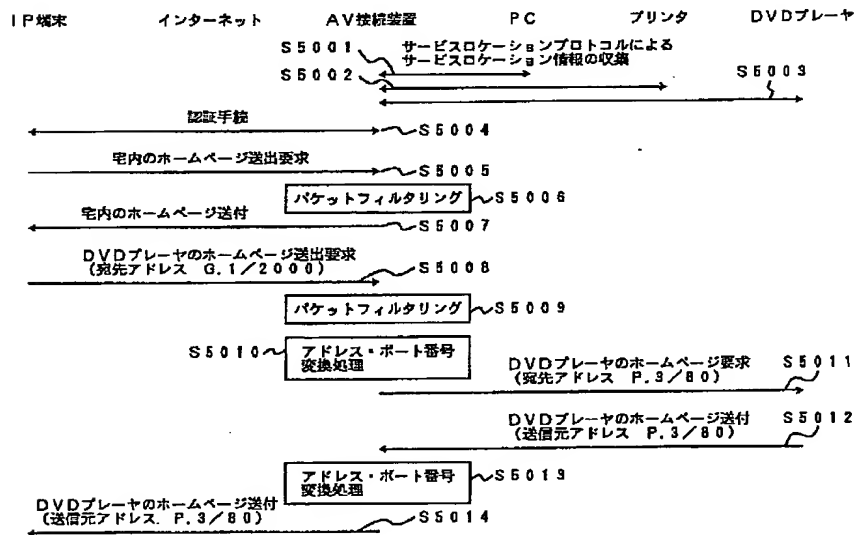 IP端末 インターネット AV接続装置 PC プリンタ DVDプレーヤ
S5001 サービスロケーションプロトコルによる
サービスロケーション情報の収集
S5002
S5003
認証手続
S5004
宅内のホームページ送出要求
S5005
パケットフィルタリング S5006
宅内のホームページ送付
S5007
DVDプレーヤのホームページ送出要求
(宛先アドレス G.1/2000) S5008
パケットフィルタリング S5009
S5010 アドレス・ポート番号
変換処理
DVDプレーヤのホームページ要求 S5011
(宛先アドレス P.3/80)
DVDプレーヤのホームページ送付 S5012
(送信元アドレス P.3/80)
アドレス・ポート番号 S5013
変換処理
DVDプレーヤのホームページ送付
(送信元アドレス P.3/80) S5014